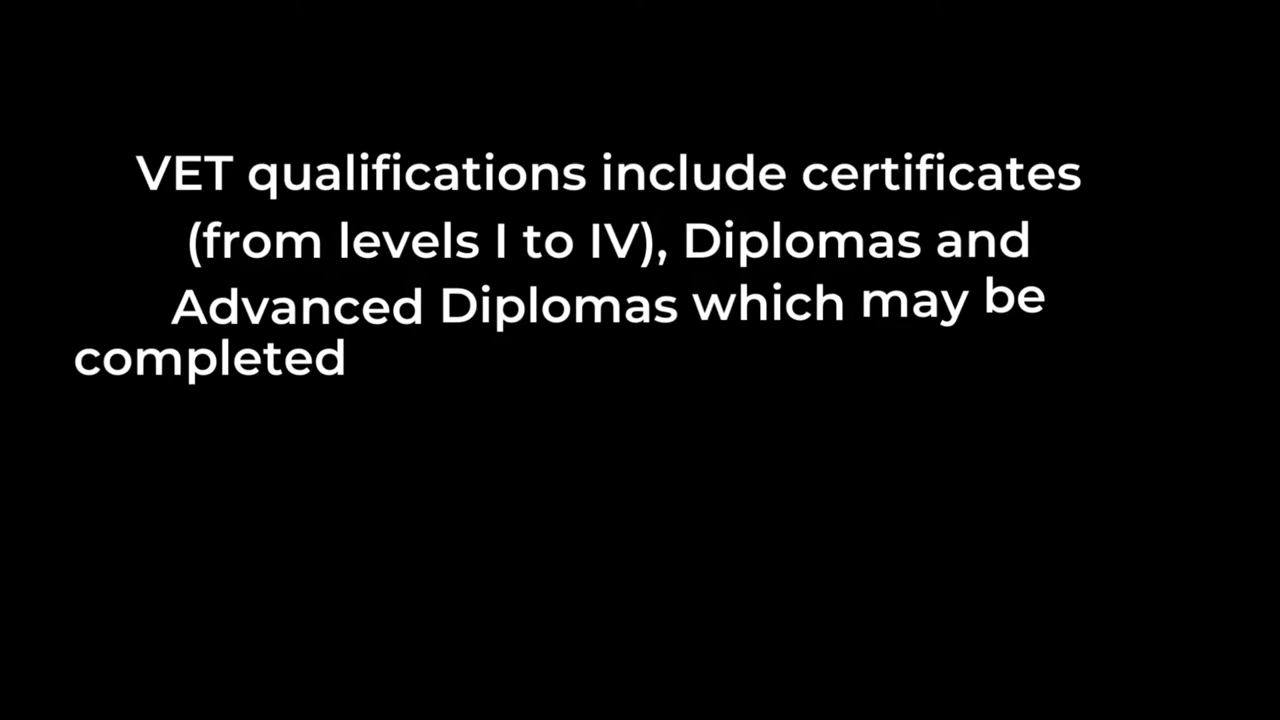 VET qualifications include certificates
(from levels I to IV), Diplomas and
Advanced Diplomas which may be
completed